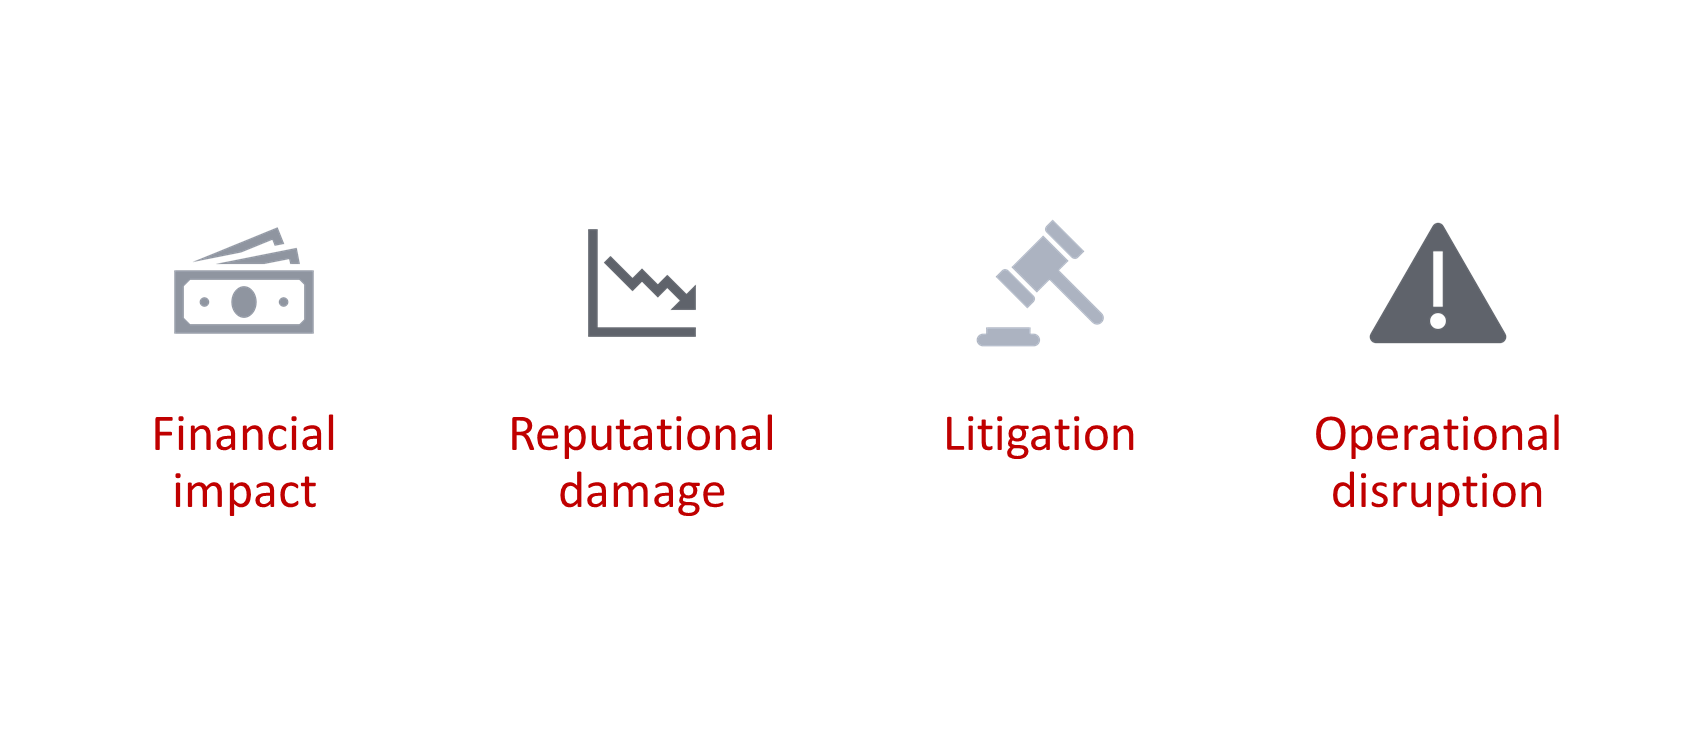 Financial
impact
Reputational
damage
Litigation
Operational
disruption